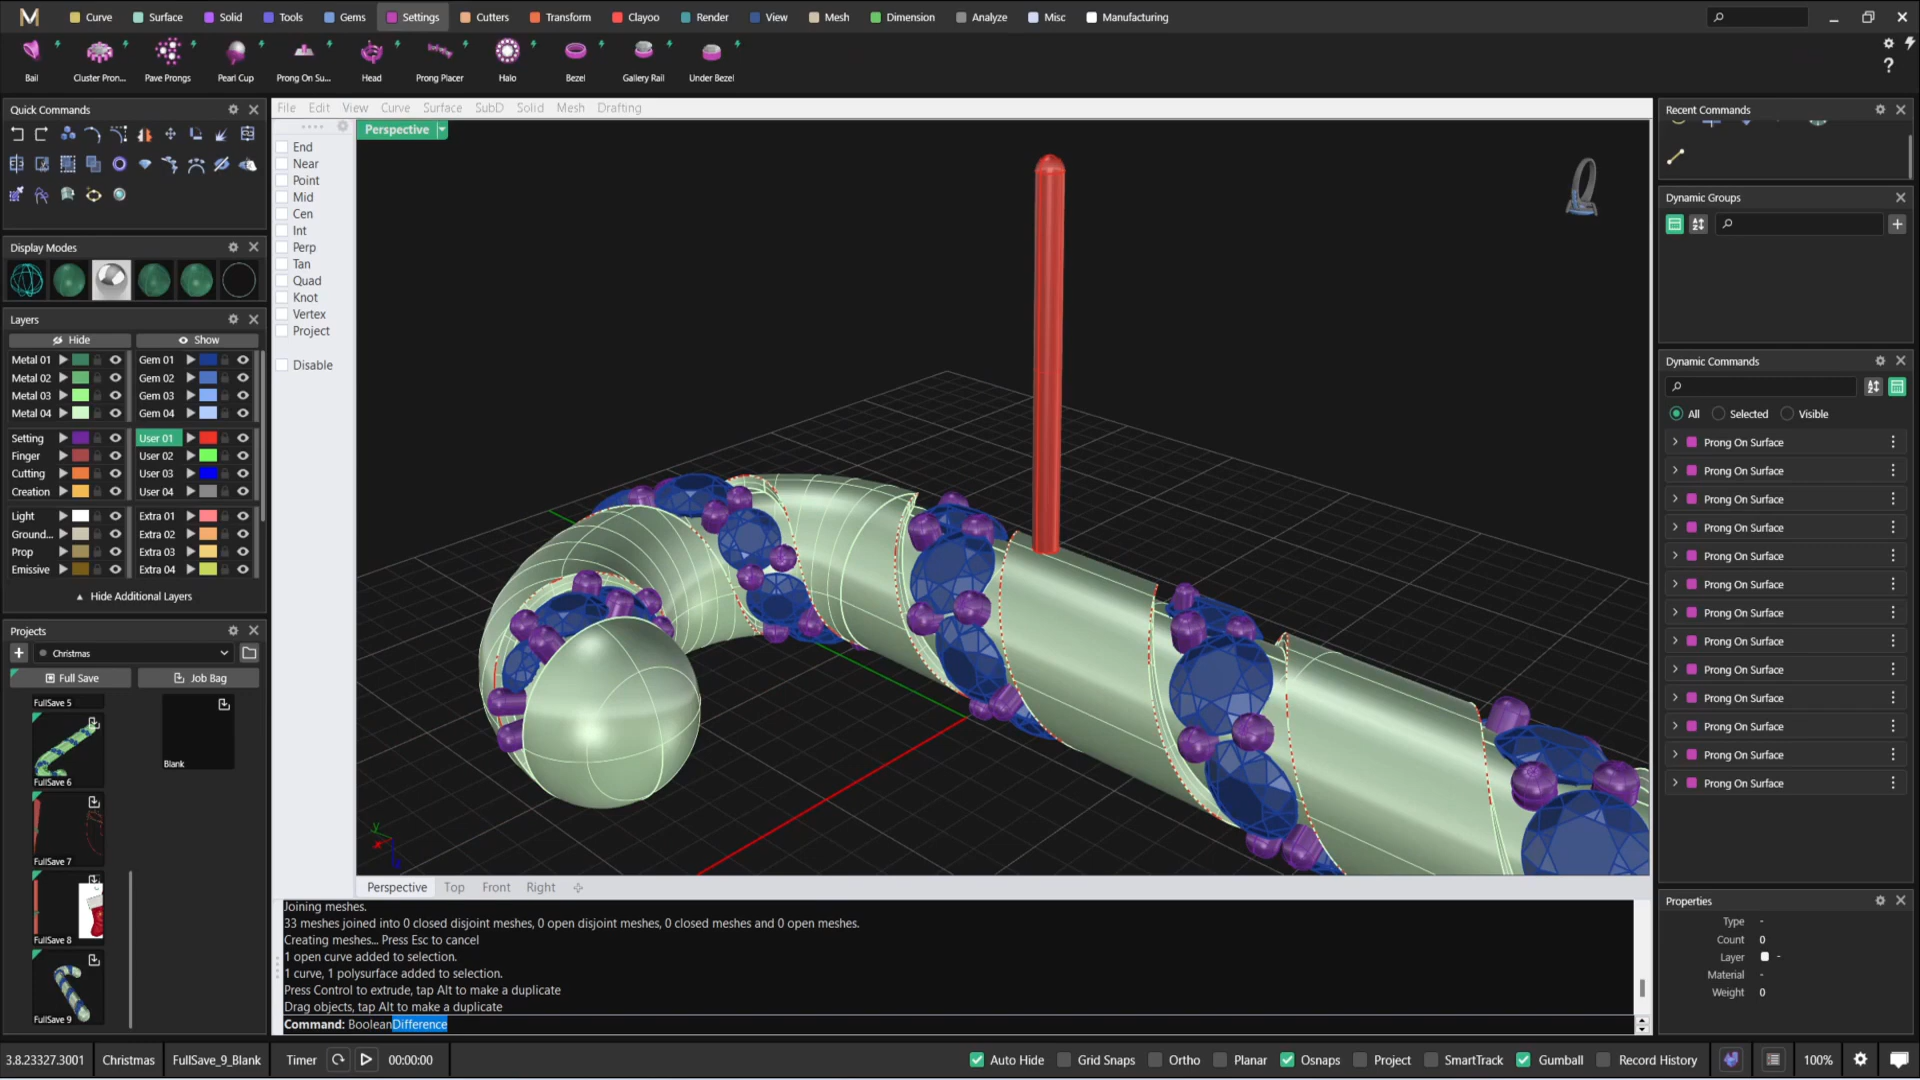 Curve Surface Solid Tools Gems Settings Cutters Transform Clayoo Render View Mesh Dimension Analyze Misc Manufacturing
Bail Cluster Pron... Pave Prongs Pearl Cup Prong On Su... Head Prong Placer Halo Bezel Gallery Rail Under Bezel
?
Quick Commands
File Edit View Curve Surface SubD Solid Mesh Drafting
Perspective
End
Near
Point
Mid
Cen
Int
Perp
Tan
Quad
Knot
Vertex
Project
Disable
Display Modes
Layers
Hide Show
Metal 01 Gem 01
Metal 02 Gem 02
Metal 03 Gem 03
Metal 04 Gem 04
Setting User 01
Finger User 02
Cutting User 03
Creation User 04
Light Extra 01
Ground... Extra 02
Prop Extra 03
Emissive Extra 04
Hide Additional Layers
Projects
Christmas
Full Save Job Bag
FullSave 5
FullSave 6
Blank
FullSave 7
FullSave 8
FullSave 9
y
x
Perspective Top Front Right
Joining meshes.
33 meshes joined into 0 closed disjoint meshes, 0 open disjoint meshes, 0 closed meshes and 0 open meshes.
Creating meshes... Press Esc to cancel
1 open curve added to selection.
1 curve, 1 polysurface added to selection.
Press Control to extrude, tap Alt to make a duplicate
Drag objects, tap Alt to make a duplicate
Command: BooleanDifference
Recent Commands
Dynamic Groups
Dynamic Commands
All Selected Visible
Prong On Surface
Prong On Surface
Prong On Surface
Prong On Surface
Prong On Surface
Prong On Surface
Prong On Surface
Prong On Surface
Prong On Surface
Prong On Surface
Prong On Surface
Prong On Surface
Prong On Surface
Properties
Type -
Count 0
Layer -
Material -
Weight 0
3.8.23327.3001 Christmas FullSave_9_Blank Timer 00:00:00 Auto Hide Grid Snaps Ortho Planar Osnaps Project SmartTrack Gumball Record History 100%